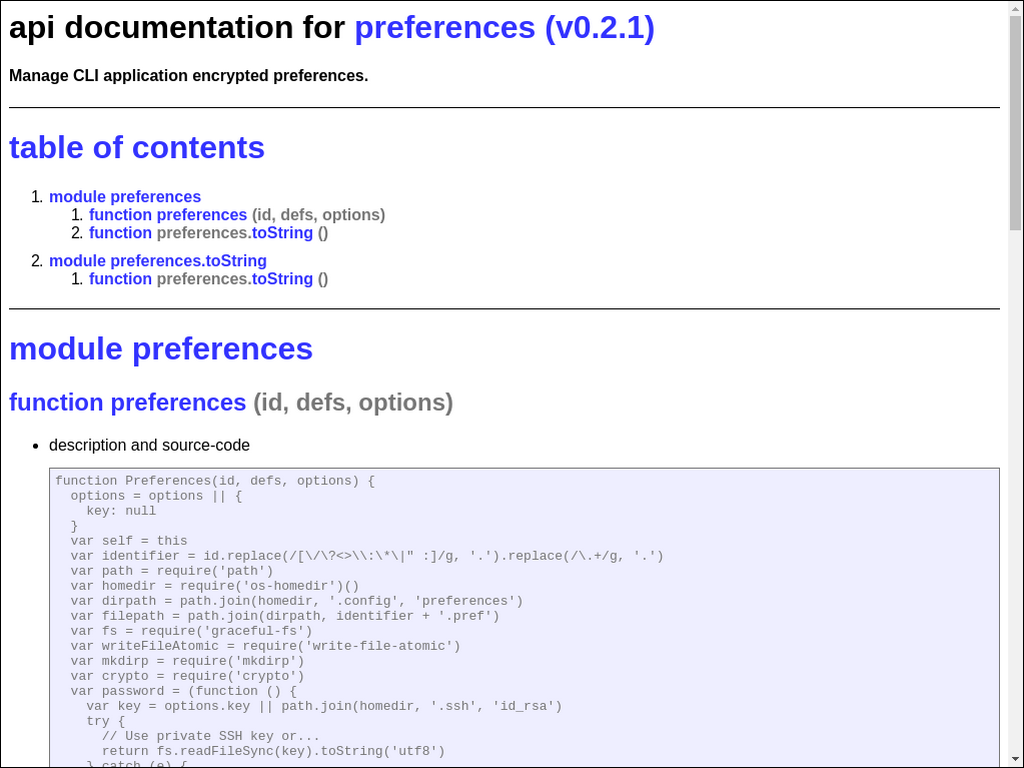 api documentation for preferences (v0.2.1)
Manage CLI application encrypted preferences.
table of contents
1. module preferences
1. function preferences (id, defs, options)
2. function preferences.toString ()
2. module preferences.toString
1. function preferences.toString ()
module preferences
function preferences (id, defs, options)
• description and source-code
function Preferences(id, defs, options) {
  options = options || {
    key: null
  }
  var self = this
  var identifier = id.replace(/[\/\?<>\\:\*\|" :]/g, '.').replace(/\.+/g, '.')
  var path = require('path')
  var homedir = require('os-homedir')()
  var dirpath = path.join(homedir, '.config', 'preferences')
  var filepath = path.join(dirpath, identifier + '.pref')
  var fs = require('graceful-fs')
  var writeFileAtomic = require('write-file-atomic')
  var mkdirp = require('mkdirp')
  var crypto = require('crypto')
  var password = (function () {
    var key = options.key || path.join(homedir, '.ssh', 'id_rsa')
    try {
      // Use private SSH key or...
      return fs.readFileSync(key).toString('utf8')
    } catch (e) {